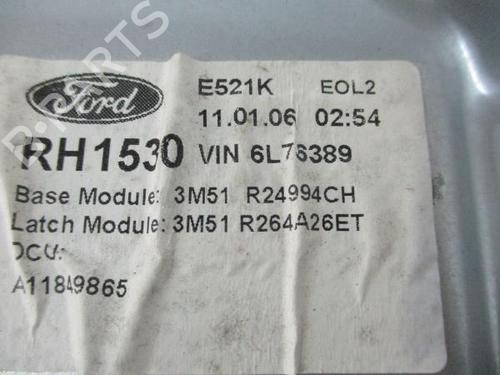 Ford
E521K EOL2
11.01.06 02:54
RH1530 VIN 6L76389
Base Module: 3M51 R24994CH
Latch Module: 3M51 R264A26ET
DCU:
A11849865
B-PARTS